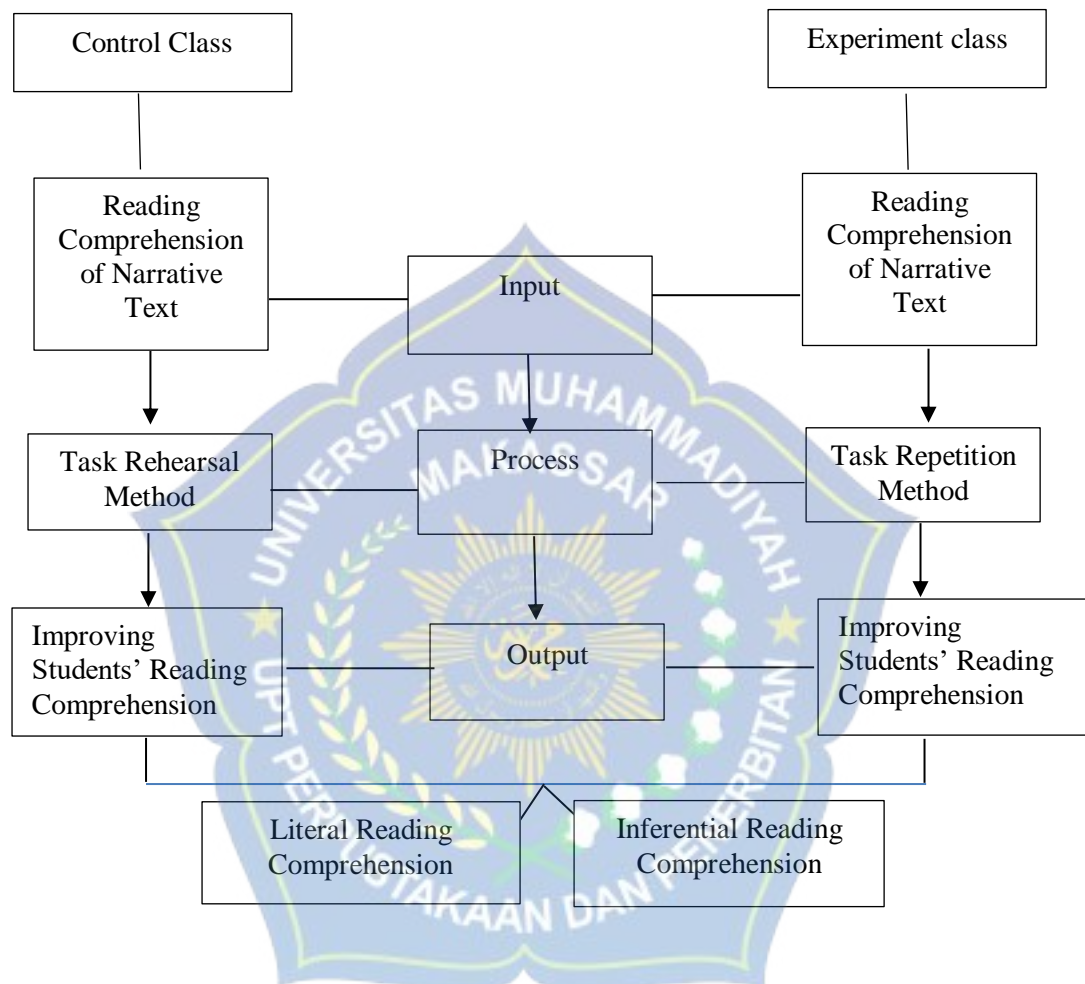 Control Class
Experiment class
Reading
Comprehension
of Narrative
Text
Input
Reading
Comprehension
of Narrative
Text
Task Rehearsal
Method
Process
Task Repetition
Method
Improving
Students’ Reading
Comprehension
Output
Improving
Students’ Reading
Comprehension
Literal Reading
Comprehension
Inferential Reading
Comprehension
UNIVERSITAS MUHAMMADIYAH
MAKASSAR
UPT PERPUSTAKAAN DAN PENERBITAN